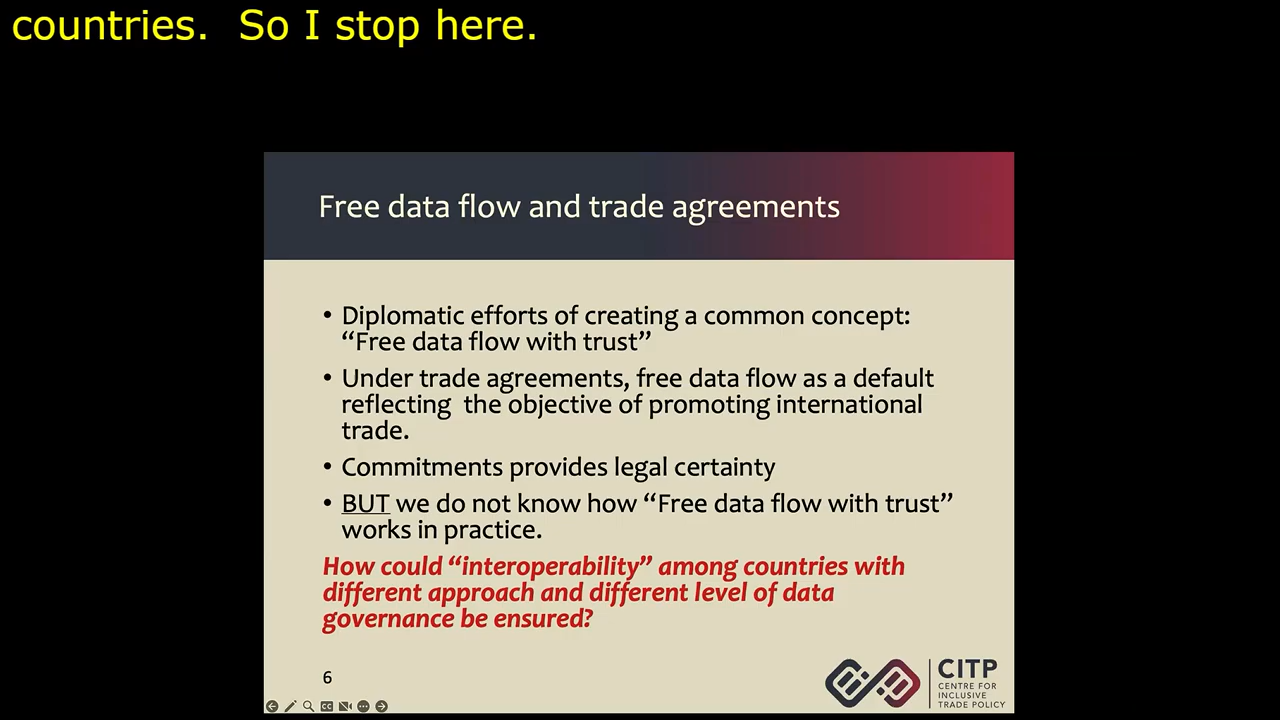 countries.  So I stop here.
Free data flow and trade agreements
• Diplomatic efforts of creating a common concept:
“Free data flow with trust”
• Under trade agreements, free data flow as a default
reflecting  the objective of promoting international
trade.
• Commitments provides legal certainty
• BUT we do not know how “Free data flow with trust”
works in practice.
How could “interoperability” among countries with
different approach and different level of data
governance be ensured?
6
CITP
CENTRE FOR
INCLUSIVE
TRADE POLICY